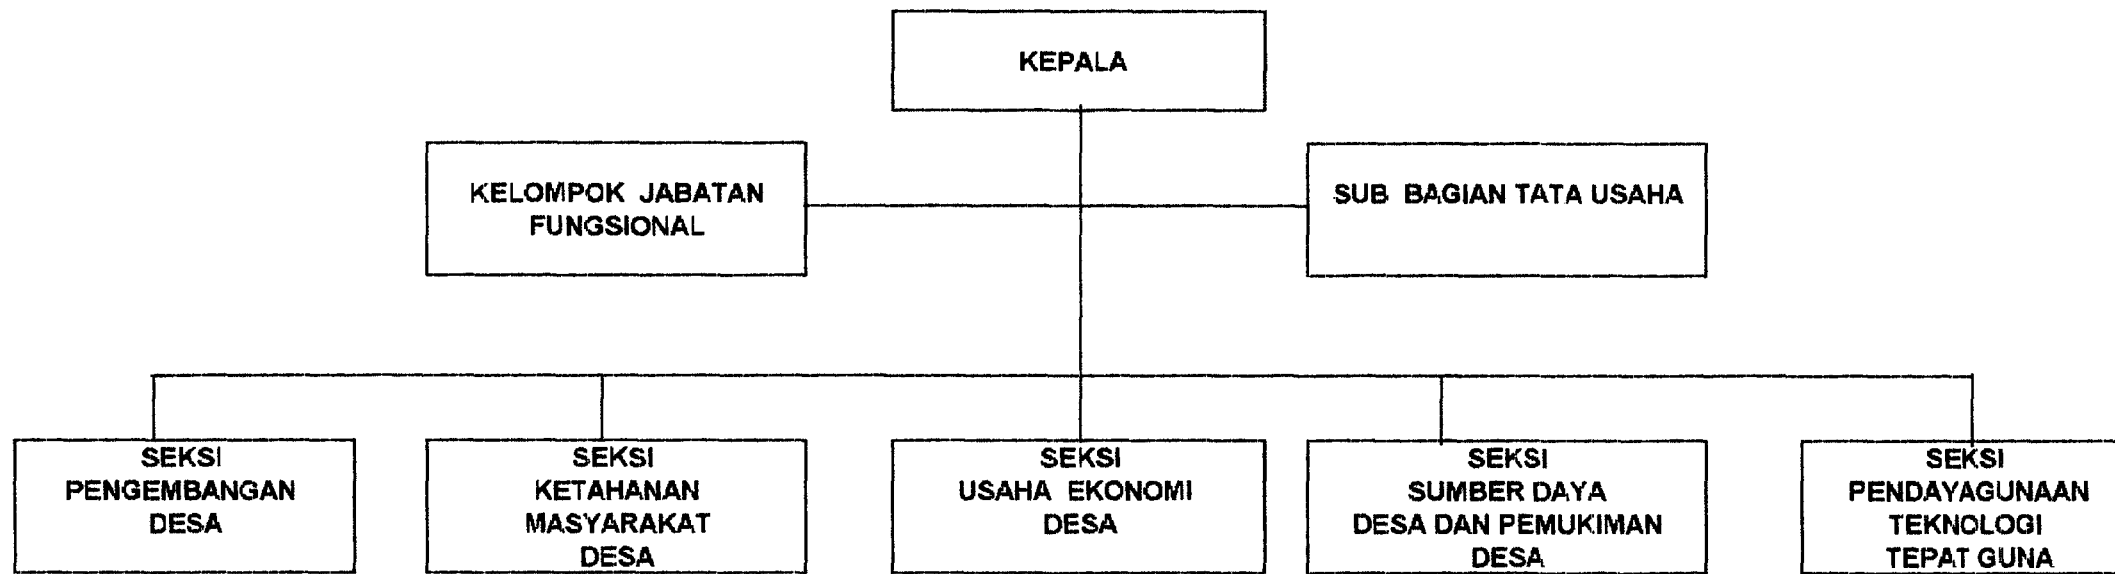 KEPALA
KELOMPOK JABATAN
FUNGSIONAL
SUB BAGIAN TATA USAHA
SEKSI
PENGEMBANGAN
DESA
SEKSI
KETAHANAN
MASYARAKAT
DESA
SEKSI
USAHA EKONOMI
DESA
SEKSI
SUMBER DAYA
DESA DAN PEMUKIMAN
DESA
SEKSI
PENDAYAGUNAAN
TEKNOLOGI
TEPAT GUNA